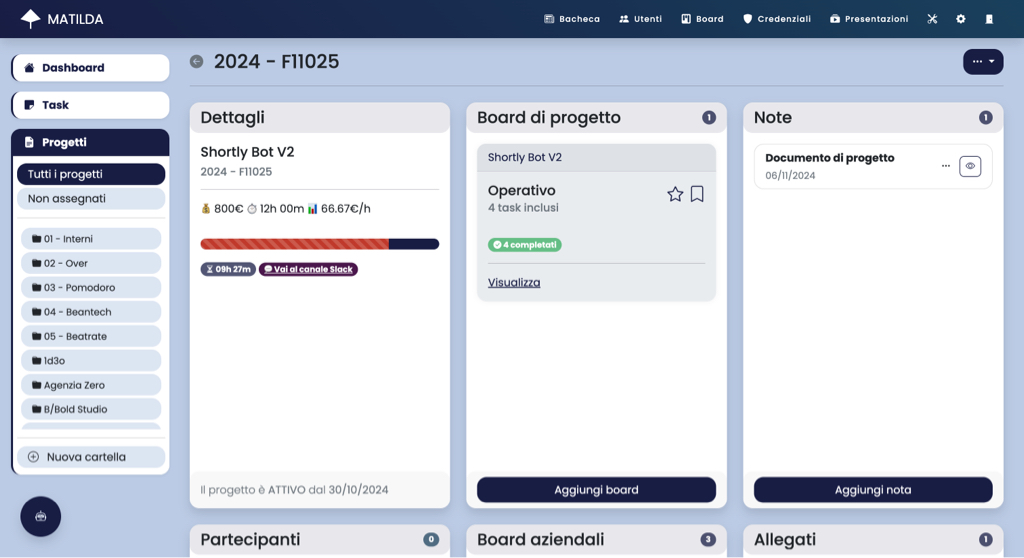 MATILDA
Bacheca
Utenti
Board
Credenziali
Presentazioni
Dashboard
Task
Progetti
Tutti i progetti
Non assegnati
01 - Interni
02 - Over
03 - Pomodoro
04 - Beantech
05 - Beatrate
1d3o
Agenzia Zero
B/Bold Studio
Nuova cartella
2024 - F11025
Dettagli
Shortly Bot V2
2024 - F11025
800€ 12h 00m 66.67€/h
09h 27m Vai al canale Slack
Il progetto è ATTIVO dal 30/10/2024
Board di progetto 1
Shortly Bot V2
Operativo
4 task inclusi
4 completati
Visualizza
Aggiungi board
Note 1
Documento di progetto
06/11/2024
Aggiungi nota
Partecipanti 0
Board aziendali 3
Allegati 1